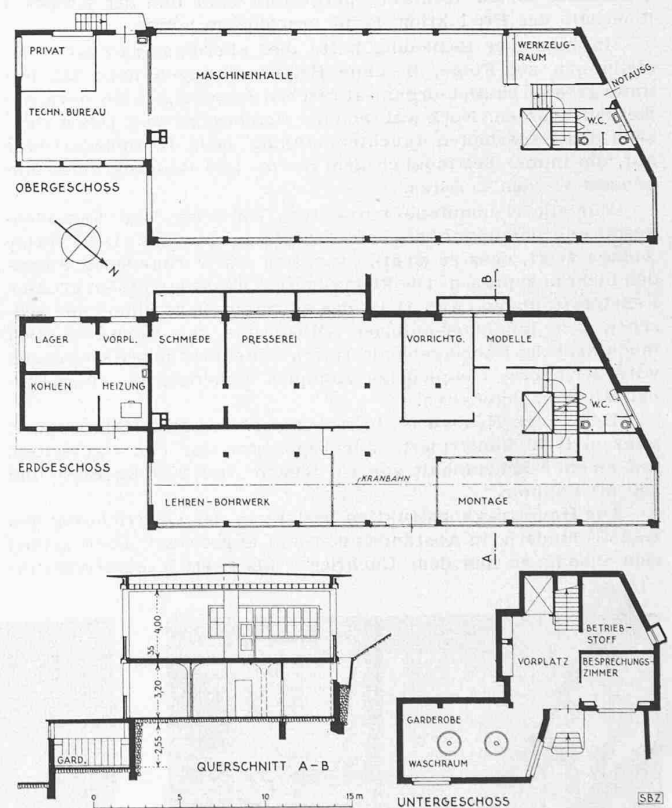 PRIVAT
TECHN. BUREAU
MASCHINENHALLE
WERKZEUG-
RAUM
NOTAUSG.
W.C.
OBERGESCHOSS
N
B
LAGER
VORPL.
SCHMIEDE
PRESSEREI
VORRICHTG.
MODELLE
KOHLEN
HEIZUNG
W.C.
ERDGESCHOSS
KRANBAHN
LEHREN-BOHRWERK
MONTAGE
A
4,00
35
3,20
2,55
GARD.
QUERSCHNITT A-B
0 5 10 15 m
BETRIEB-
STOFF
VORPLATZ
BESPRECHUNGS-
ZIMMER
GARDEROBE
WASCHRAUM
UNTERGESCHOSS
S.B.Z